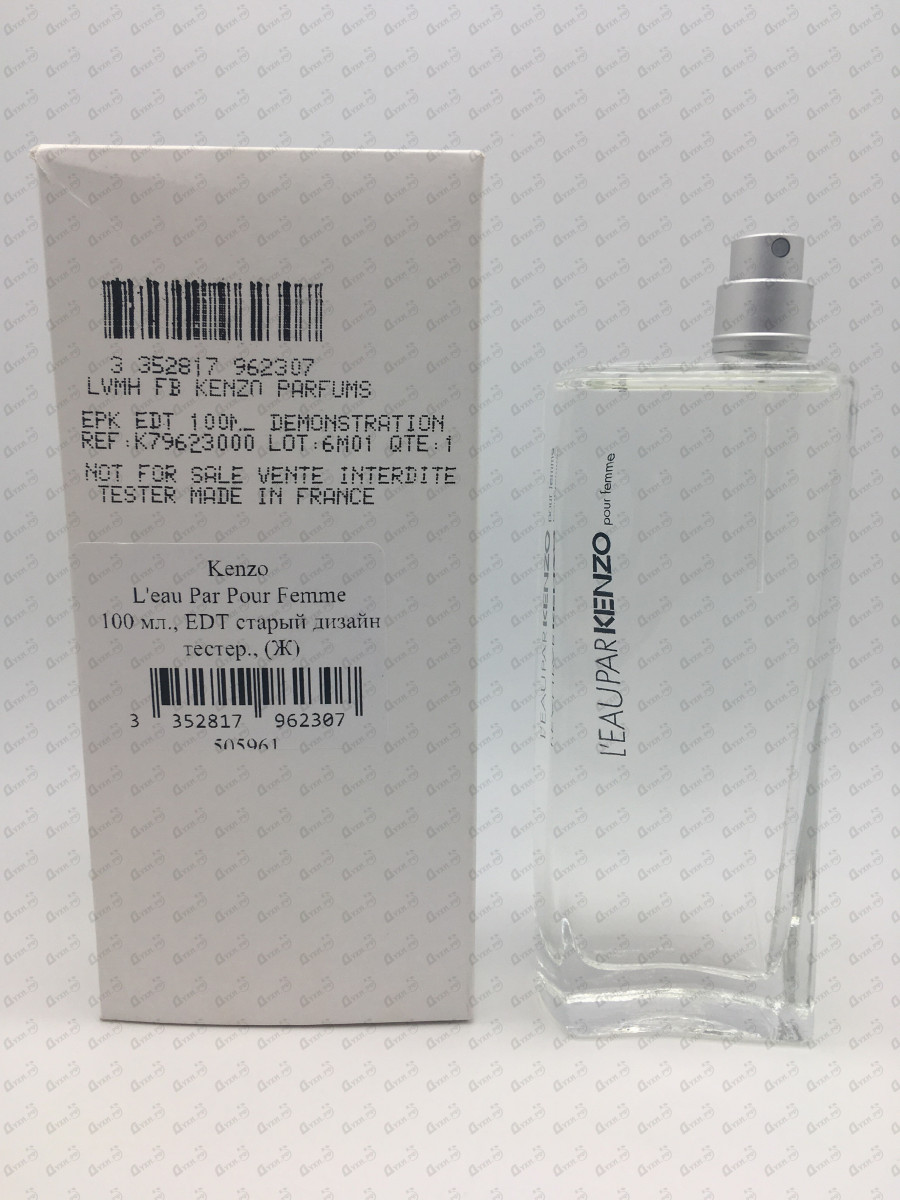 3 352817 962307
LVMH FB KENZO PARFUMS
EPK EDT 100ML DEMONSTRATION
REF:K79623000 LOT:6M01 QTE:1
NOT FOR SALE VENTE INTERDITE
TESTER MADE IN FRANCE
Kenzo
L'eau Par Pour Femme
100 мл., EDT старый дизайн
тестер., (Ж)
3 352817 962307
505961
L'EAU PAR KENZO pour femme